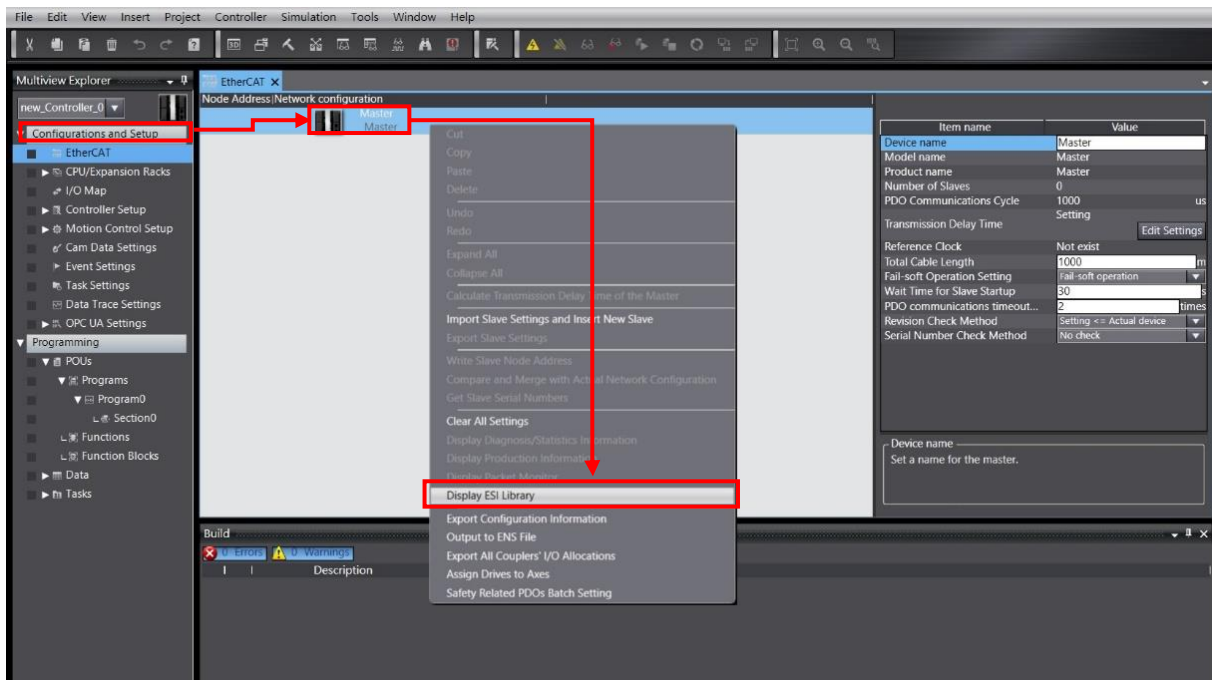 File Edit View Insert Project Controller Simulation Tools Window Help
Multiview Explorer
new_Controller_0
Configurations and Setup
EtherCAT
CPU/Expansion Racks
I/O Map
Controller Setup
Motion Control Setup
Cam Data Settings
Event Settings
Task Settings
Data Trace Settings
OPC UA Settings
Programming
POUs
Programs
Program0
Section0
Functions
Function Blocks
Data
Tasks
EtherCAT
Node Address Network configuration
Master
Master
Cut
Copy
Paste
Delete
Undo
Redo
Expand All
Collapse All
Calculate Transmission Delay Time of the Master
Import Slave Settings and Insert New Slave
Export Slave Settings
Write Slave Node Address
Compare and Merge with Actual Network Configuration
Get Slave Serial Numbers
Clear All Settings
Display Diagnosis/Statistics Information
Display Production Information
Display Packet Monitor
Display ESI Library
Export Configuration Information
Output to ENS File
Export All Couplers' I/O Allocations
Assign Drives to Axes
Safety Related PDOs Batch Setting
Item name Value
Device name Master
Model name Master
Product name Master
Number of Slaves 0
PDO Communications Cycle 1000 us
Transmission Delay Time Setting
Edit Settings
Reference Clock Not exist
Total Cable Length 1000 m
Fail-soft Operation Setting Fail-soft operation
Wait Time for Slave Startup 30 s
PDO communications timeout... 2 times
Revision Check Method Setting <= Actual device
Serial Number Check Method No check
Device name
Set a name for the master.
Build
0 Errors 0 Warnings
Description